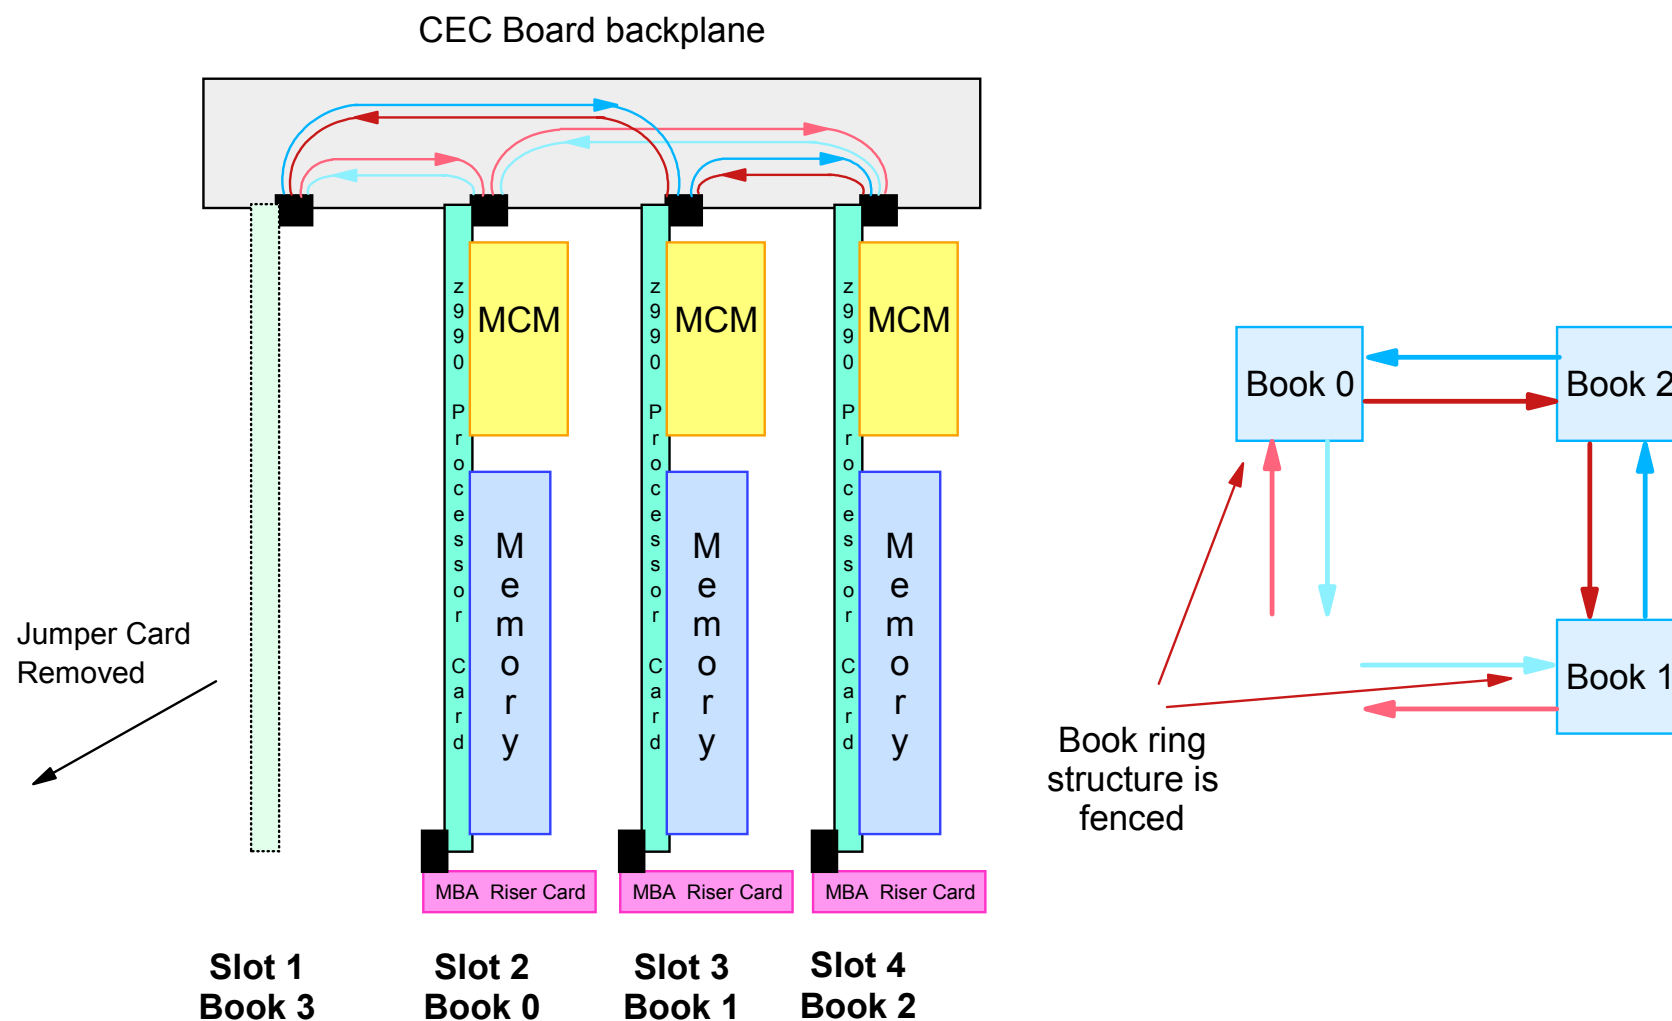 CEC Board backplane
z990 Processor Card
MCM
Memory
MBA Riser Card
z990 Processor Card
MCM
Memory
MBA Riser Card
z990 Processor Card
MCM
Memory
MBA Riser Card
Jumper Card
Removed
Slot 1
Book 3
Slot 2
Book 0
Slot 3
Book 1
Slot 4
Book 2
Book 0
Book 2
Book 1
Book ring
structure is
fenced